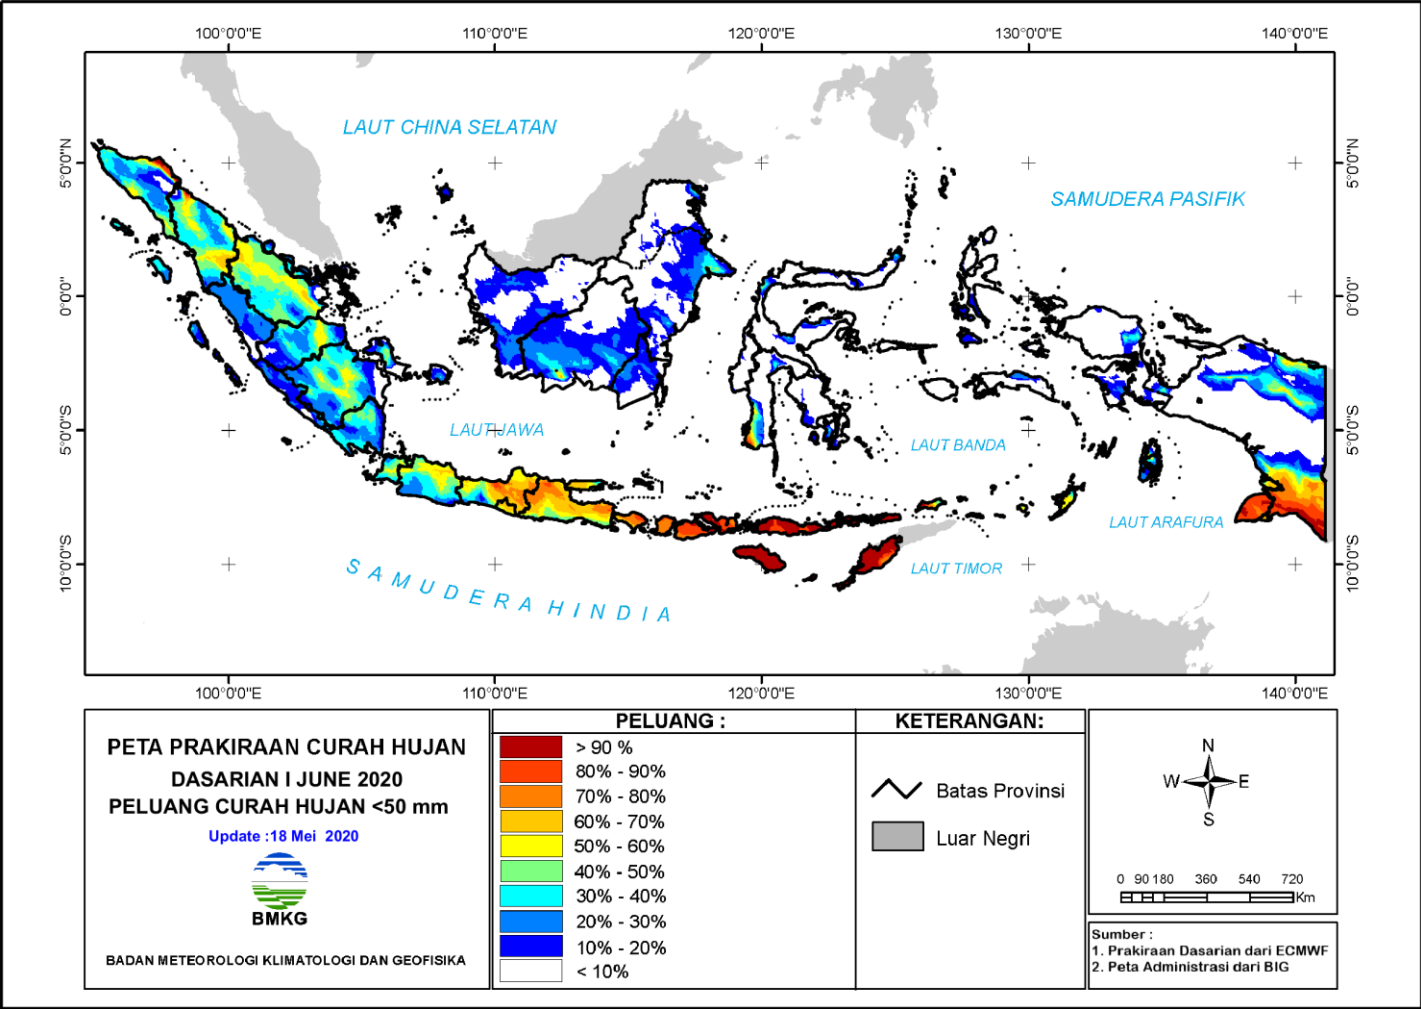 100°0'0"E 110°0'0"E 120°0'0"E 130°0'0"E 140°0'0"E
5°0'0"N
0°0'0"
5°0'0"S
10°0'0"S
LAUT CHINA SELATAN
SAMUDERA PASIFIK
LAUT JAWA
LAUT BANDA
LAUT ARAFURA
LAUT TIMOR
SAMUDERA HINDIA
5°0'0"N
0°0'0"
5°0'0"S
10°0'0"S
100°0'0"E 110°0'0"E 120°0'0"E 130°0'0"E 140°0'0"E
PETA PRAKIRAAN CURAH HUJAN
DASARIAN I JUNE 2020
PELUANG CURAH HUJAN <50 mm
Update :18 Mei 2020
BMKG
BADAN METEOROLOGI KLIMATOLOGI DAN GEOFISIKA
PELUANG :
> 90 %
80% - 90%
70% - 80%
60% - 70%
50% - 60%
40% - 50%
30% - 40%
20% - 30%
10% - 20%
< 10%
KETERANGAN:
Batas Provinsi
Luar Negri
N
W E
S
0 90 180 360 540 720
Km
Sumber :
1. Prakiraan Dasarian dari ECMWF
2. Peta Administrasi dari BIG